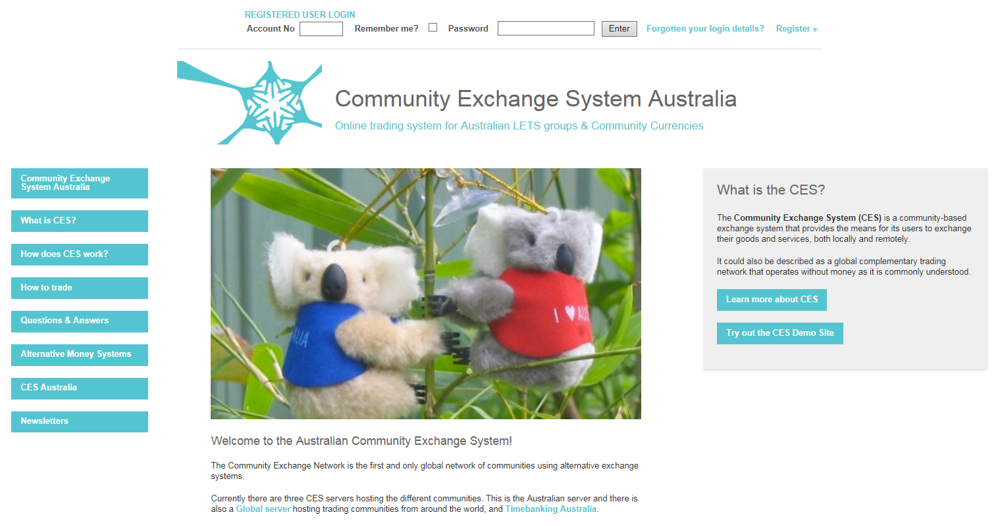 REGISTERED USER LOGIN
Account No Remember me? Password Enter Forgotten your login details? Register »
Community Exchange System Australia
Online trading system for Australian LETS groups & Community Currencies
Community Exchange
System Australia
What is CES?
How does CES work?
How to trade
Questions & Answers
Alternative Money Systems
CES Australia
Newsletters
ALIA
I ♥ AUS
Welcome to the Australian Community Exchange System!
The Community Exchange Network is the first and only global network of communities using alternative exchange
systems.
Currently there are three CES servers hosting the different communities. This is the Australian server and there is
also a Global server hosting trading communities from around the world, and Timebanking Australia.
What is the CES?
The Community Exchange System (CES) is a community-based
exchange system that provides the means for its users to exchange
their goods and services, both locally and remotely.
It could also be described as a global complementary trading
network that operates without money as it is commonly understood.
Learn more about CES
Try out the CES Demo Site